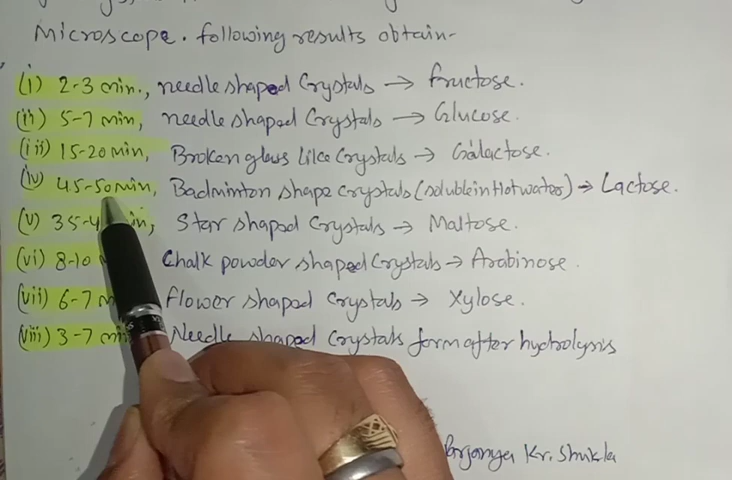 Microscope. following results obtain-
(i) 2-3 min., needle shaped Crystals → fructose.
(ii) 5-7 min, needle shaped Crystals → Glucose.
(iii) 15-20 min, Broken glass like Crystals → Galactose.
(iv) 45-50 min, Badminton shape crystals (soluble in Hot water) → Lactose.
(v) 35-4 in, Star shaped Crystals → Maltose.
(vi) 8-10 Chalk powder shaped Crystals → Arabinose.
(vii) 6-7 m flower shaped crystals → Xylose.
(viii) 3-7 min Needle shaped Crystals form after hydrolysis
Kr. Shukla